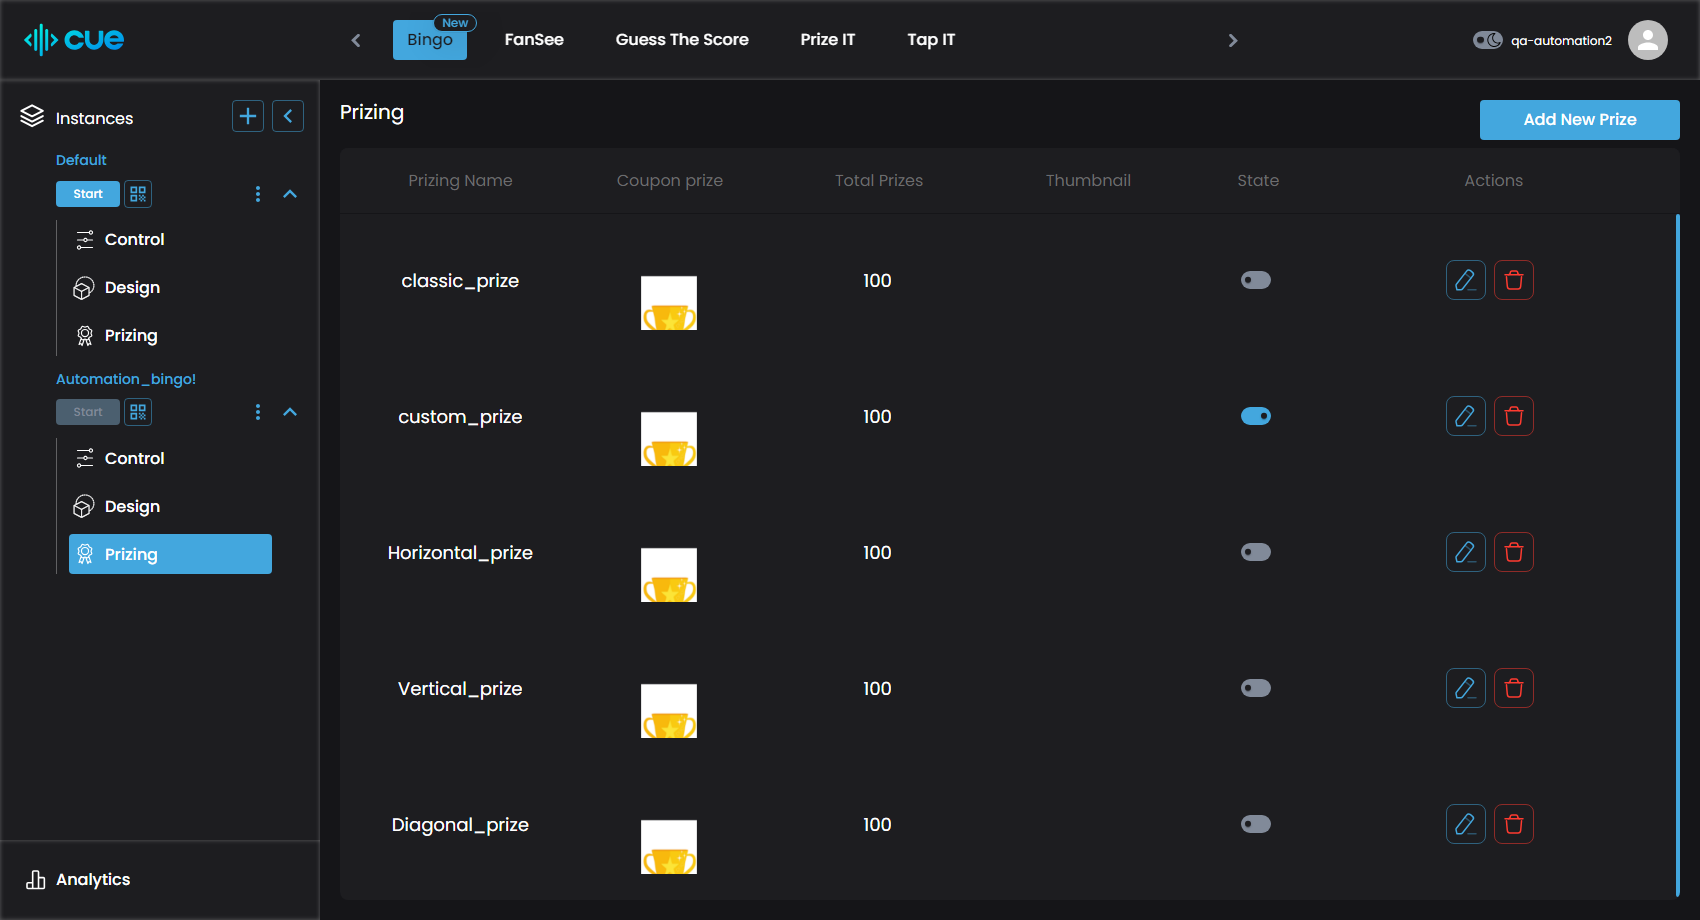 cue
Bingo
New
FanSee
Guess The Score
Prize IT
Tap IT
qa-automation2
Instances
Default
Start
Control
Design
Prizing
Automation_bingo!
Start
Control
Design
Prizing
Analytics
Prizing
Add New Prize
Prizing Name Coupon prize Total Prizes Thumbnail State Actions
classic_prize 100
custom_prize 100
Horizontal_prize 100
Vertical_prize 100
Diagonal_prize 100